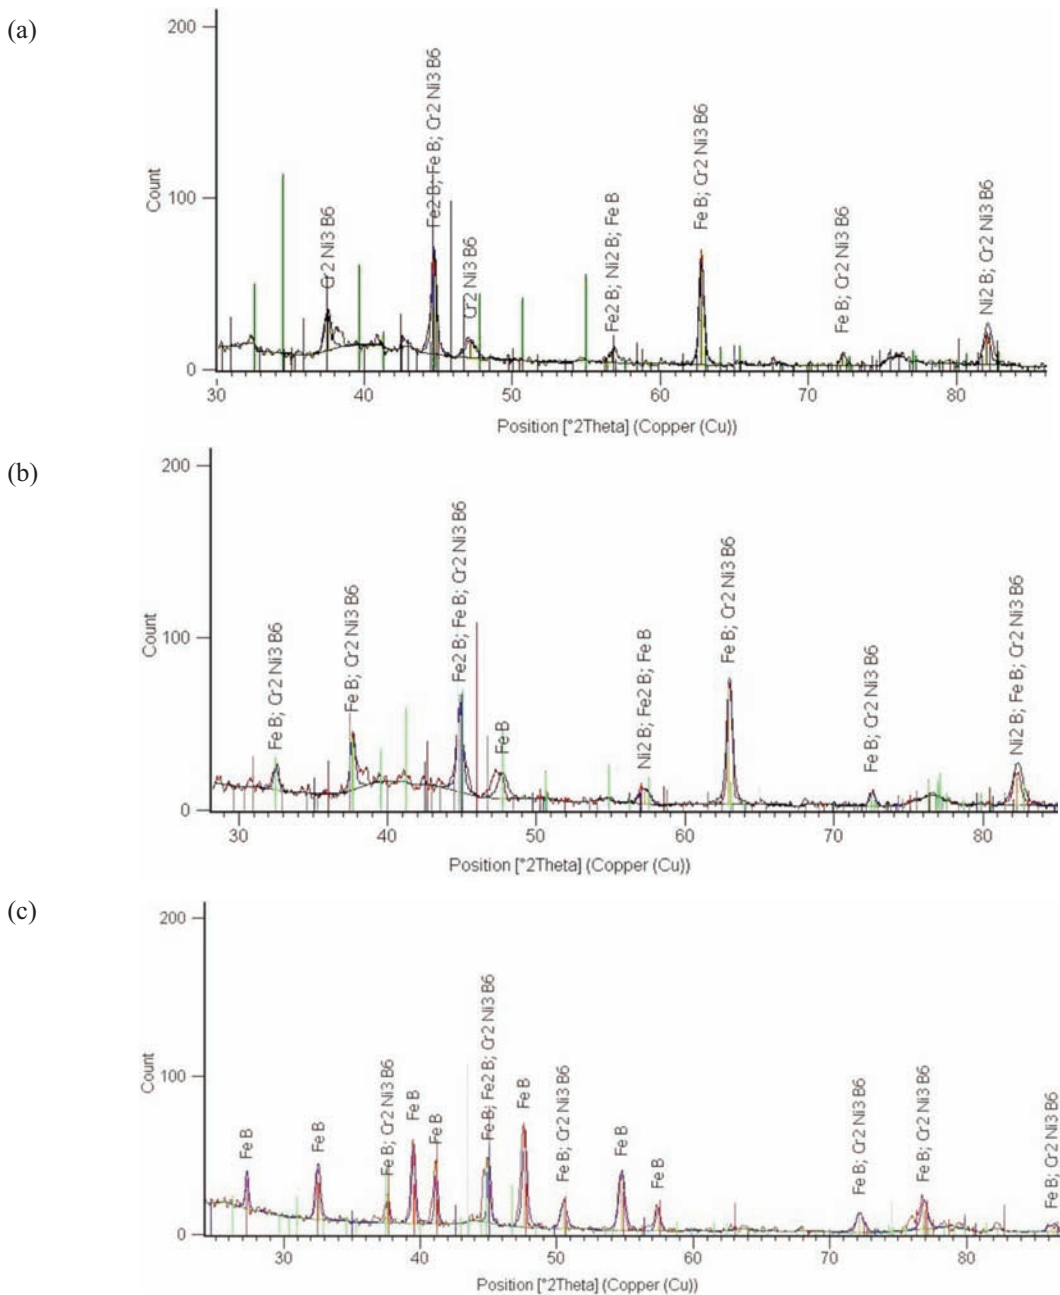 (a)
200
100
0
Count
Cr2 Ni3 B6
Fe2 B; Fe B; Cr2 Ni3 B6
Cr2 Ni3 B6
Fe2 B; Ni2 B; Fe B
Fe B; Cr2 Ni3 B6
Fe B; Cr2 Ni3 B6
Ni2 B; Cr2 Ni3 B6
30 40 50 60 70 80
Position [°2Theta] (Copper (Cu))
(b)
200
100
0
Count
Fe B; Cr2 Ni3 B6
Fe B; Cr2 Ni3 B6
Fe2 B; Fe B; Cr2 Ni3 B6
Fe B
Ni2 B; Fe2 B; Fe B
Fe B; Cr2 Ni3 B6
Fe B; Cr2 Ni3 B6
Ni2 B; Fe B; Cr2 Ni3 B6
30 40 50 60 70 80
Position [°2Theta] (Copper (Cu))
(c)
200
100
0
Count
Fe B
Fe B
Fe B; Cr2 Ni3 B6
Fe B
Fe B
Fe B; Fe2 B; Cr2 Ni3 B6
Fe B
Fe B; Cr2 Ni3 B6
Fe B
Fe B
Fe B; Cr2 Ni3 B6
Fe B; Cr2 Ni3 B6
Fe B; Cr2 Ni3 B6
30 40 50 60 70 80
Position [°2Theta] (Copper (Cu))